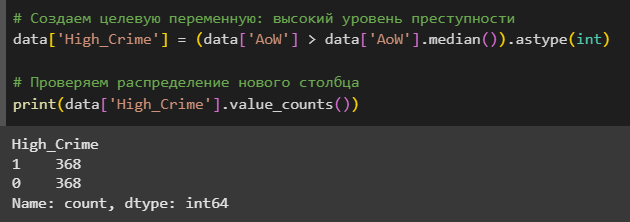 # Создаем целевую переменную: высокий уровень преступности
data['High_Crime'] = (data['AoW'] > data['AoW'].median()).astype(int)
# Проверяем распределение нового столбца
print(data['High_Crime'].value_counts())
High_Crime
1    368
0    368
Name: count, dtype: int64